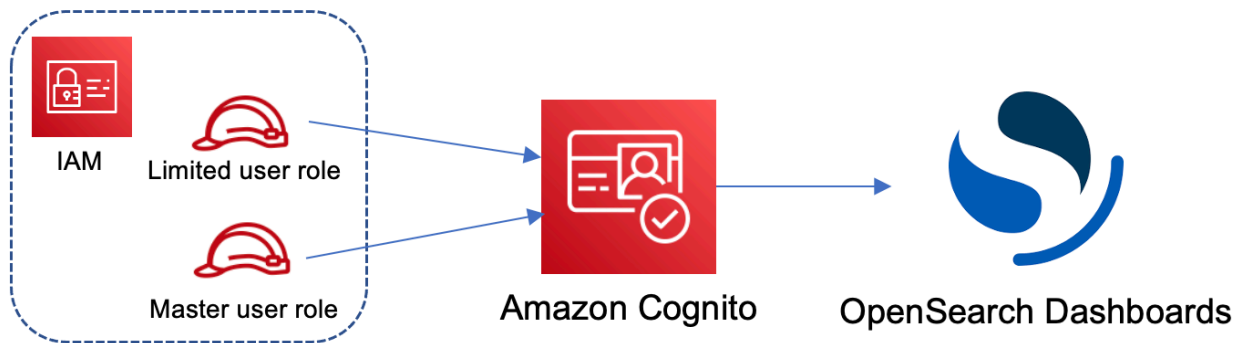 IAM
Limited user role
Master user role
Amazon Cognito
OpenSearch Dashboards